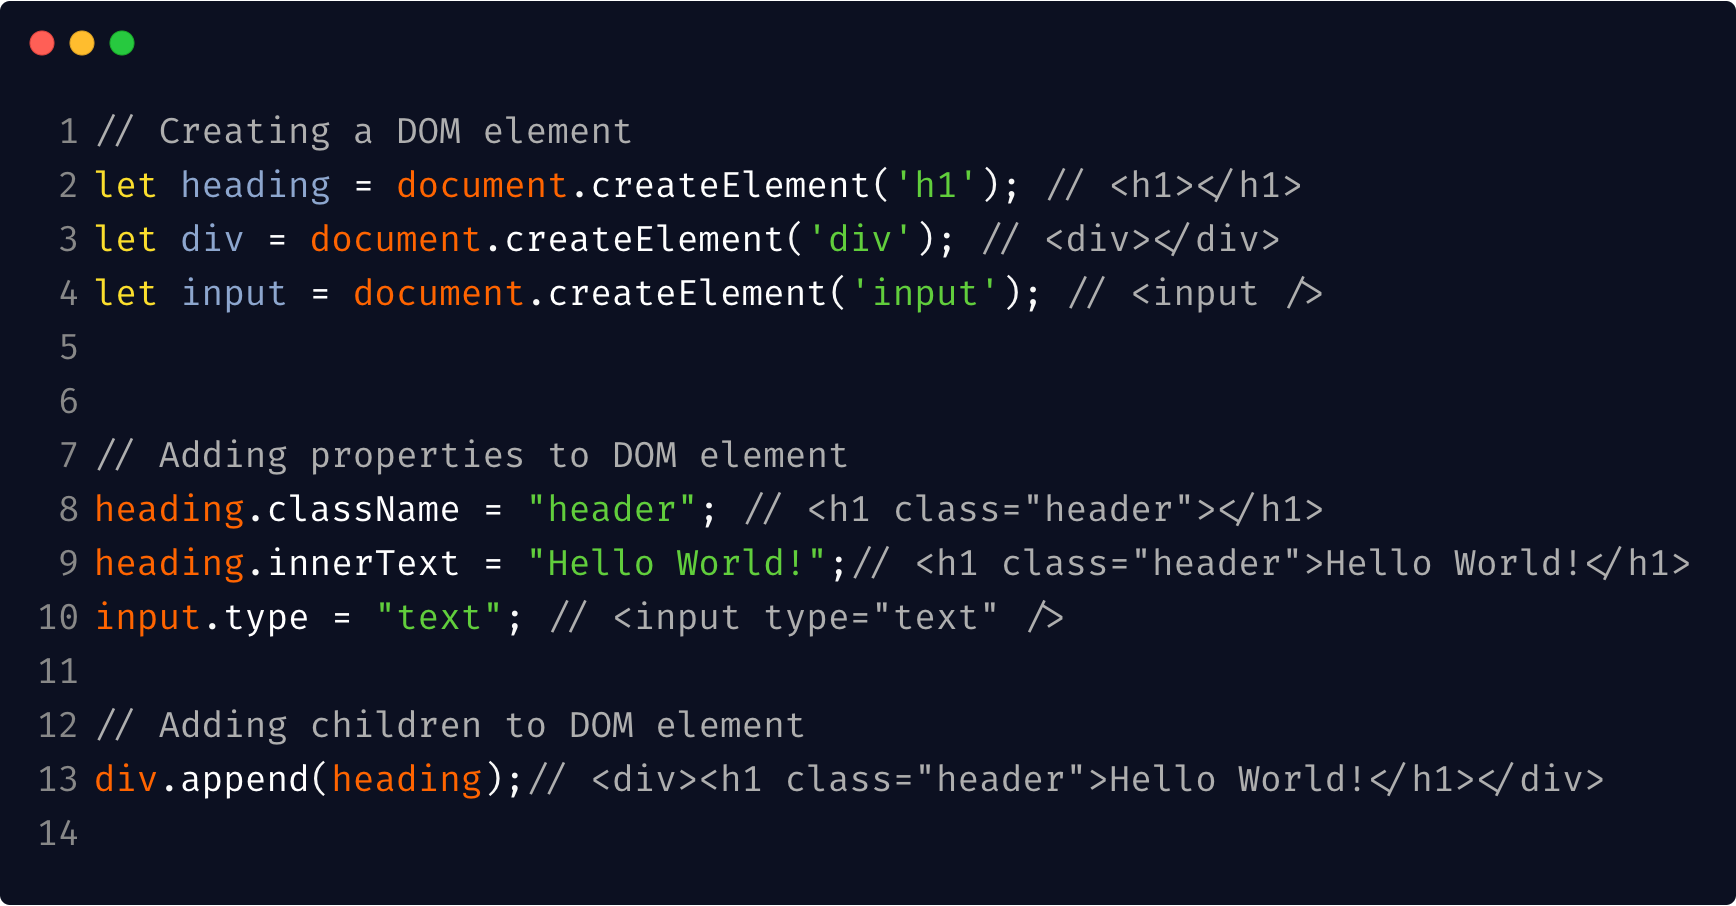 1 // Creating a DOM element
2 let heading = document.createElement('h1'); // <h1></h1>
3 let div = document.createElement('div'); // <div></div>
4 let input = document.createElement('input'); // <input />
5
6
7 // Adding properties to DOM element
8 heading.className = "header"; // <h1 class="header"></h1>
9 heading.innerText = "Hello World!";// <h1 class="header">Hello World!</h1>
10 input.type = "text"; // <input type="text" />
11
12 // Adding children to DOM element
13 div.append(heading);// <div><h1 class="header">Hello World!</h1></div>
14